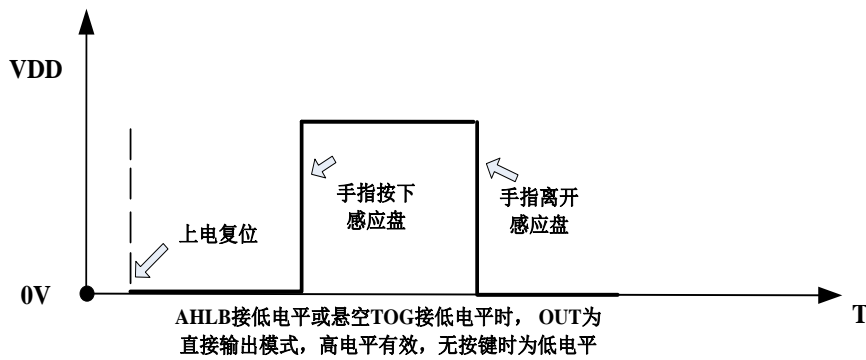 VDD
手指按下
感应盘
手指离开
感应盘
上电复位
0V
T
AHLB接低电平或悬空TOG接低电平时， OUT为
直接输出模式，高电平有效，无按键时为低电平